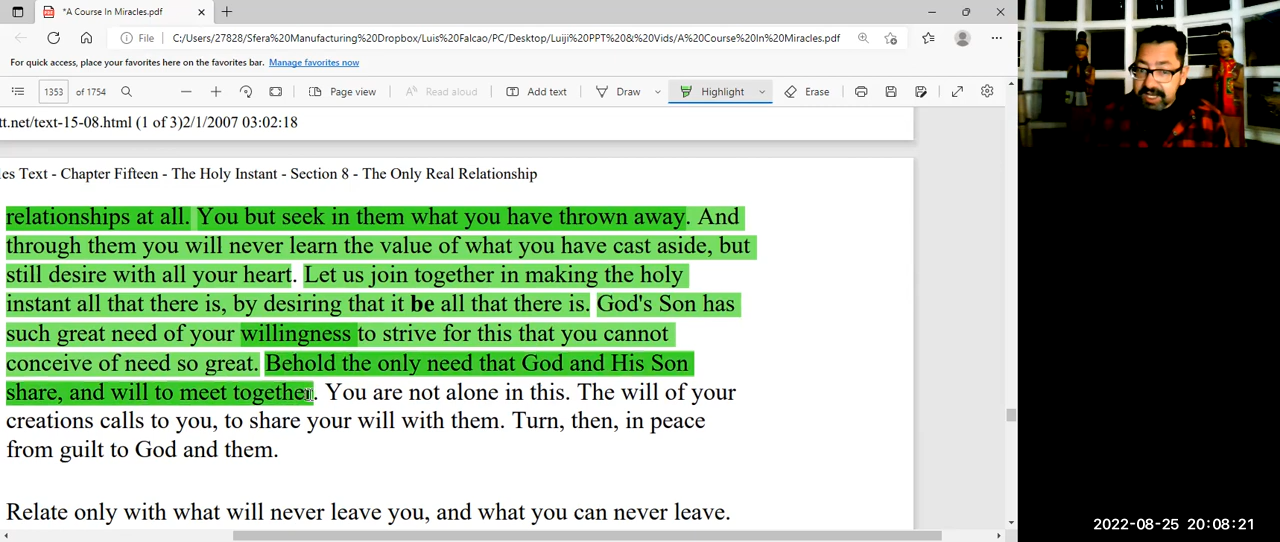 *A Course In Miracles.pdf
File C:/Users/27828/Sfera%20Manufacturing%20Dropbox/Luis%20Falcao/PC/Desktop/Luiji%20PPT%20&%20Vids/A%20Course%20In%20Miracles.pdf
For quick access, place your favorites here on the favorites bar. Manage favorites now
1353 of 1754 Page view Read aloud Add text Draw Highlight Erase
tt.net/text-15-08.html (1 of 3)2/1/2007 03:02:18
les Text - Chapter Fifteen - The Holy Instant - Section 8 - The Only Real Relationship
relationships at all. You but seek in them what you have thrown away. And
through them you will never learn the value of what you have cast aside, but
still desire with all your heart. Let us join together in making the holy
instant all that there is, by desiring that it be all that there is. God's Son has
such great need of your willingness to strive for this that you cannot
conceive of need so great. Behold the only need that God and His Son
share, and will to meet together. You are not alone in this. The will of your
creations calls to you, to share your will with them. Turn, then, in peace
from guilt to God and them.
Relate only with what will never leave you, and what you can never leave.
2022-08-25 20:08:21